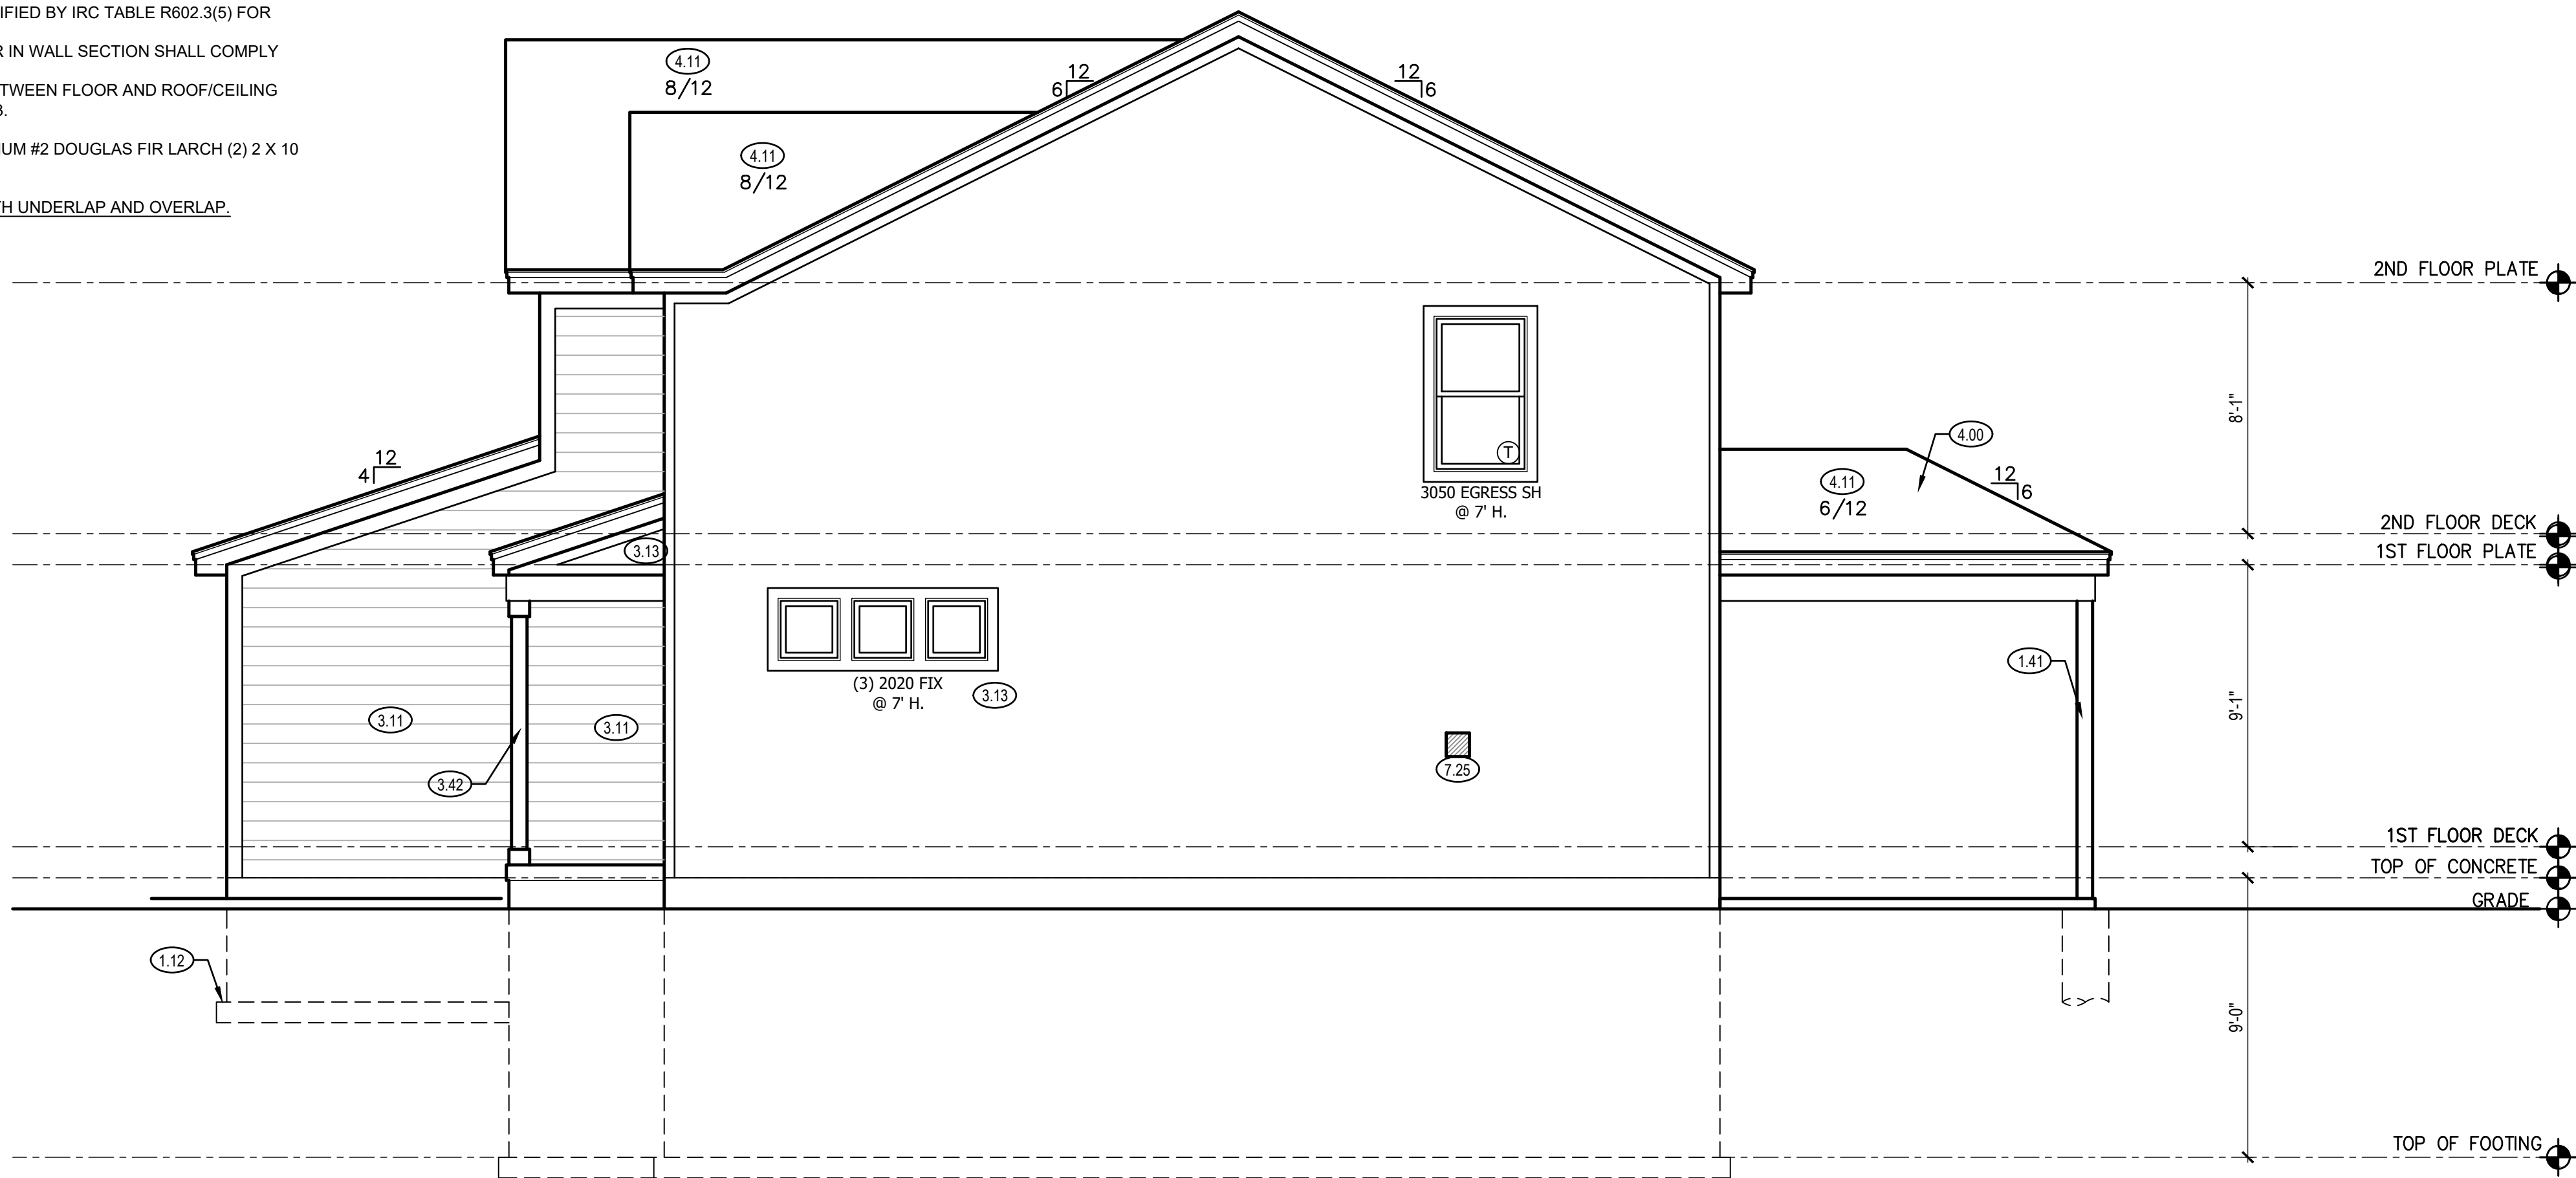 IFIED BY IRC TABLE R602.3(5) FOR
R IN WALL SECTION SHALL COMPLY
TWEEN FLOOR AND ROOF/CEILING
UM #2 DOUGLAS FIR LARCH (2) 2 X 10
TH UNDERLAP AND OVERLAP.
4.11
8/12
12
6
12
6
4.11
8/12
2ND FLOOR PLATE
8'-1"
4.00
12
4
12
6
4.11
6/12
T
3050 EGRESS SH
@ 7' H.
2ND FLOOR DECK
1ST FLOOR PLATE
3.13
1.41
(3) 2020 FIX
@ 7' H.
3.13
9'-1"
3.11
3.11
3.42
7.25
1ST FLOOR DECK
TOP OF CONCRETE
GRADE
1.12
9'-0"
TOP OF FOOTING